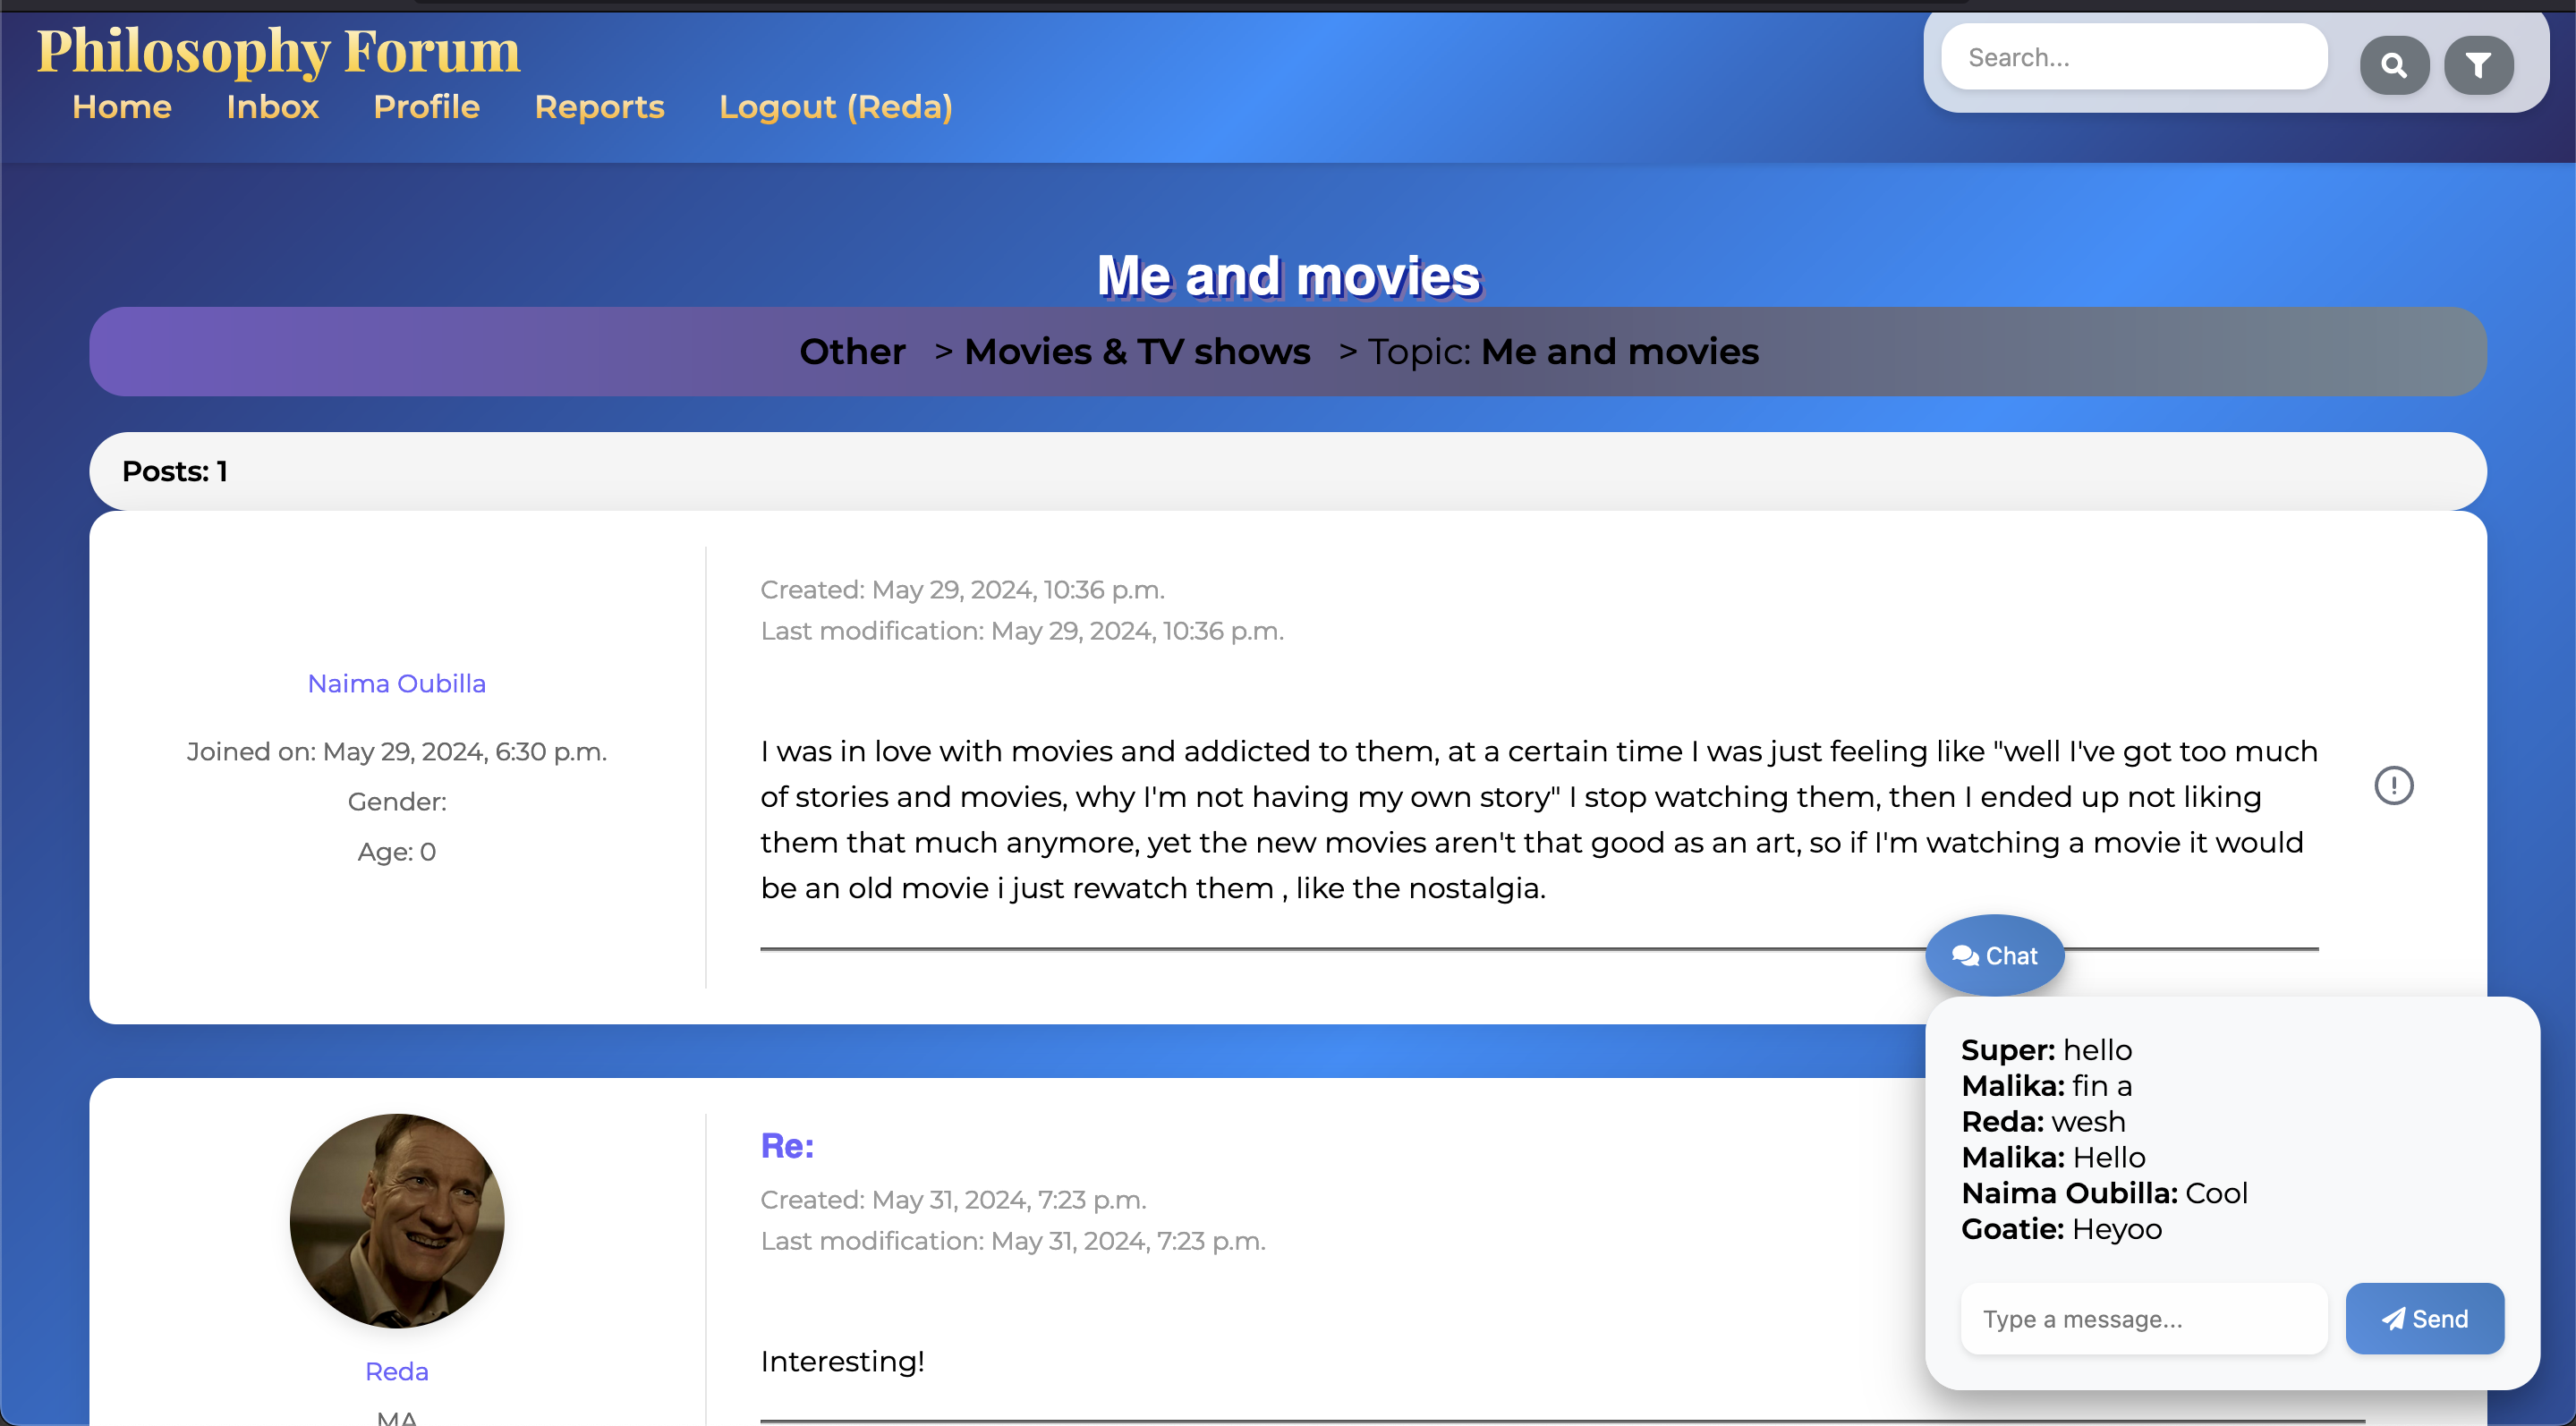 Philosophy Forum
Home Inbox Profile Reports Logout (Reda)
Search...
Me and movies
Other > Movies & TV shows > Topic: Me and movies
Posts: 1
Naima Oubilla
Joined on: May 29, 2024, 6:30 p.m.
Gender:
Age: 0
Created: May 29, 2024, 10:36 p.m.
Last modification: May 29, 2024, 10:36 p.m.
I was in love with movies and addicted to them, at a certain time I was just feeling like "well I've got too much
of stories and movies, why I'm not having my own story" I stop watching them, then I ended up not liking
them that much anymore, yet the new movies aren't that good as an art, so if I'm watching a movie it would
be an old movie i just rewatch them , like the nostalgia.
Reda
MA
Re:
Created: May 31, 2024, 7:23 p.m.
Last modification: May 31, 2024, 7:23 p.m.
Interesting!
Chat
Super: hello
Malika: fin a
Reda: wesh
Malika: Hello
Naima Oubilla: Cool
Goatie: Heyoo
Type a message...
Send